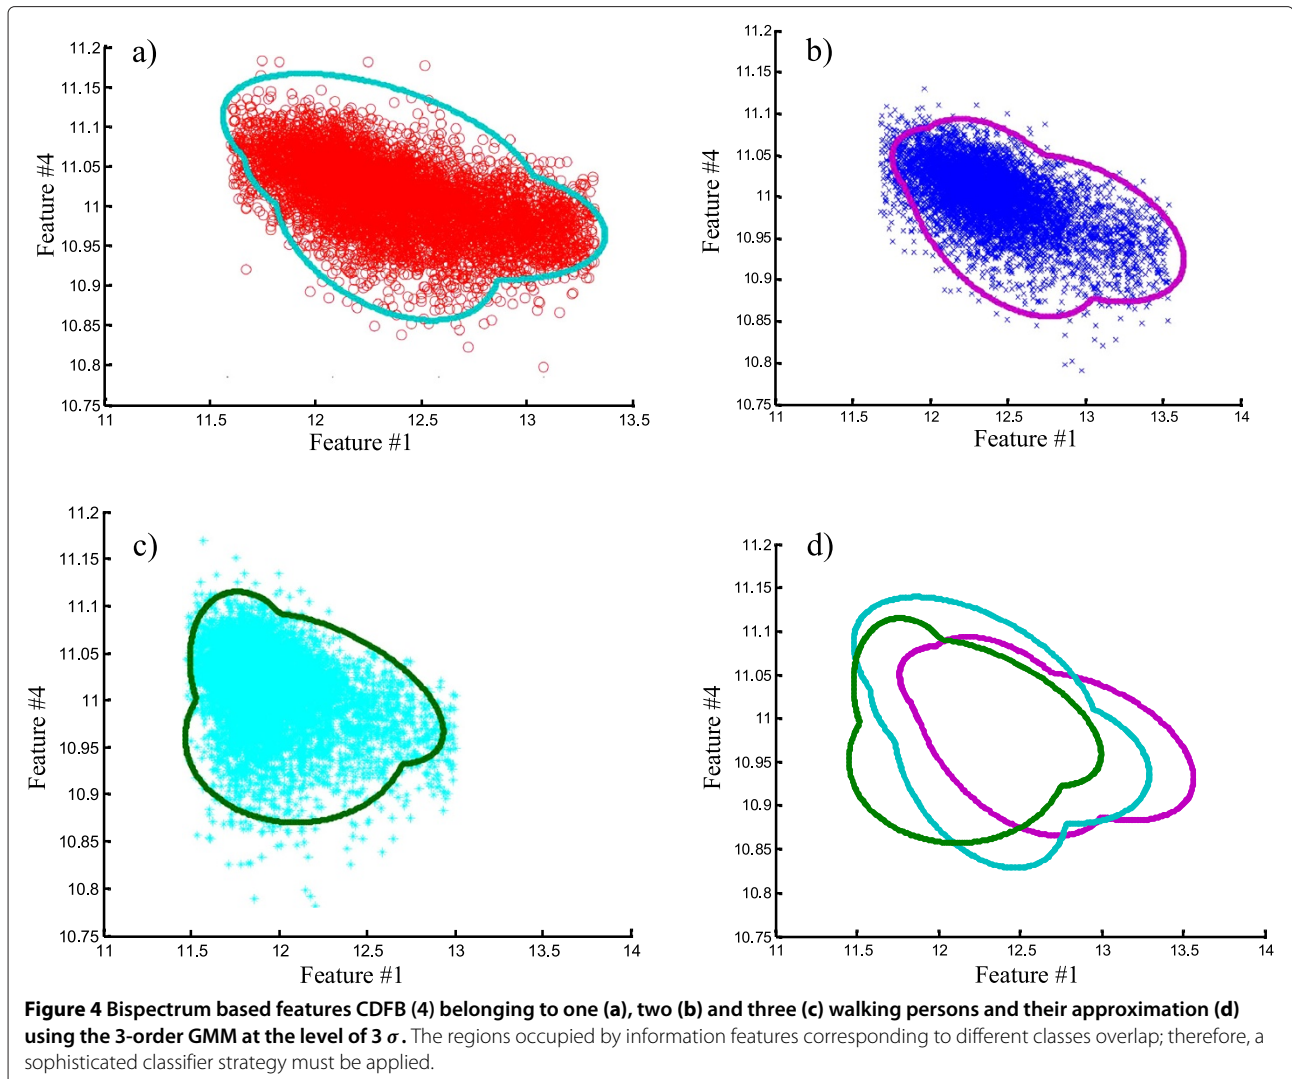 a)
11.2
11.15
11.1
11.05
11
10.95
10.9
10.85
10.8
10.75
Feature #4
11 11.5 12 12.5 13 13.5
Feature #1
b)
11.2
11.15
11.1
11.05
11
10.95
10.9
10.85
10.8
10.75
Feature #4
11 11.5 12 12.5 13 13.5 14
Feature #1
c)
11.2
11.15
11.1
11.05
11
10.95
10.9
10.85
10.8
10.75
Feature #4
11 11.5 12 12.5 13 14
Feature #1
d)
11.2
11.15
11.1
11.05
11
10.95
10.9
10.85
10.8
10.75
Feature #4
11 11.5 12 12.5 13 13.5 14
Feature #1
Figure 4 Bispectrum based features CDFB (4) belonging to one (a), two (b) and three (c) walking persons and their approximation (d)
using the 3-order GMM at the level of 3 σ. The regions occupied by information features corresponding to different classes overlap; therefore, a
sophisticated classifier strategy must be applied.